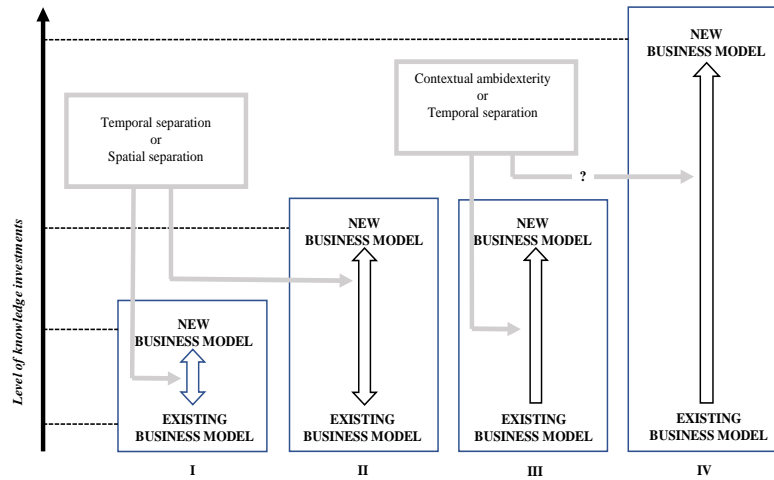 NEW
BUSINESS MODEL
Contextual ambidexterity
or
Temporal separation
Temporal separation
or
Spatial separation
?
NEW
BUSINESS MODEL
NEW
BUSINESS MODEL
NEW
BUSINESS MODEL
EXISTING
BUSINESS MODEL
EXISTING
BUSINESS MODEL
EXISTING
BUSINESS MODEL
EXISTING
BUSINESS MODEL
I
II
III
IV
Level of knowledge investments